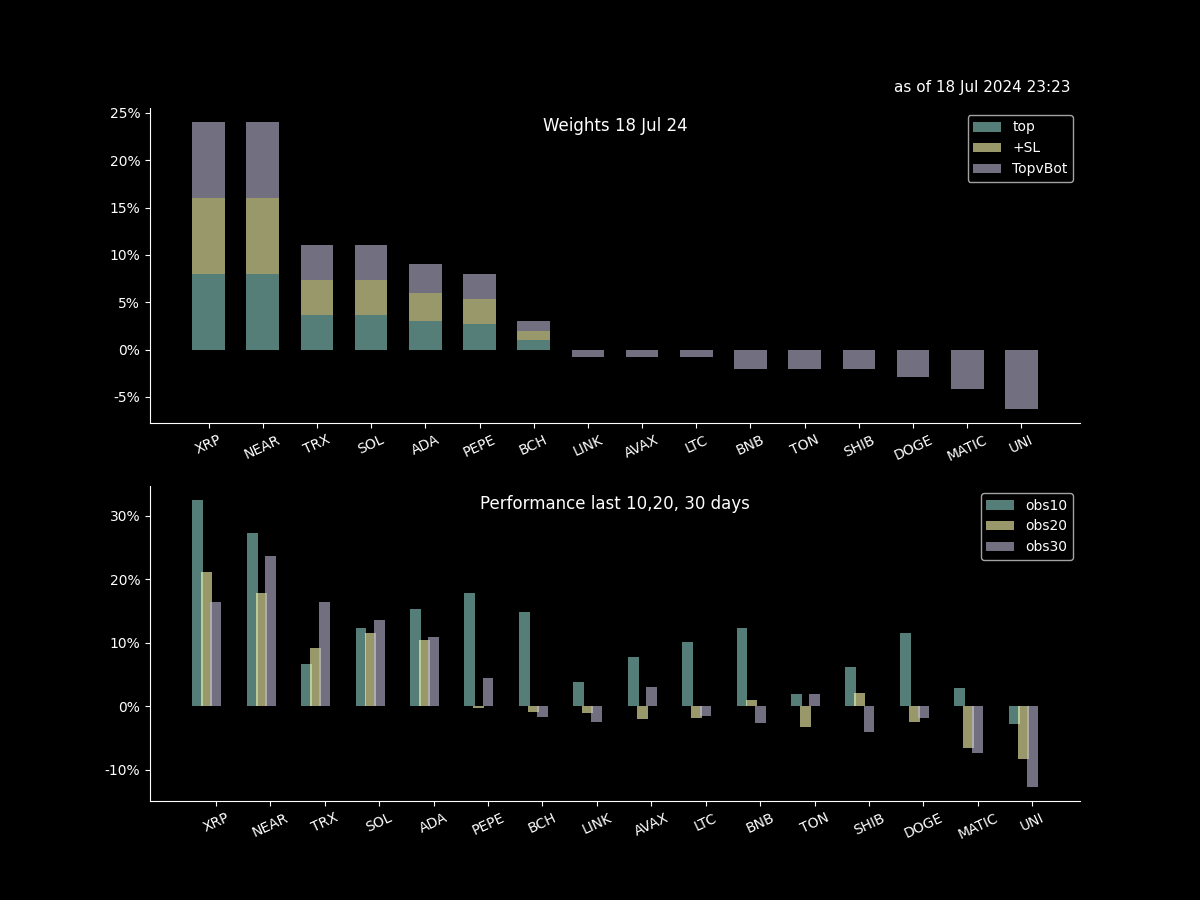 as of 18 Jul 2024 23:23
Weights 18 Jul 24
top
+SL
TopvBot
25%
20%
15%
10%
5%
0%
-5%
XRP NEAR TRX SOL ADA PEPE BCH LINK AVAX LTC BNB TON SHIB DOGE MATIC UNI
Performance last 10,20, 30 days
obs10
obs20
obs30
30%
20%
10%
0%
-10%
XRP NEAR TRX SOL ADA PEPE BCH LINK AVAX LTC BNB TON SHIB DOGE MATIC UNI